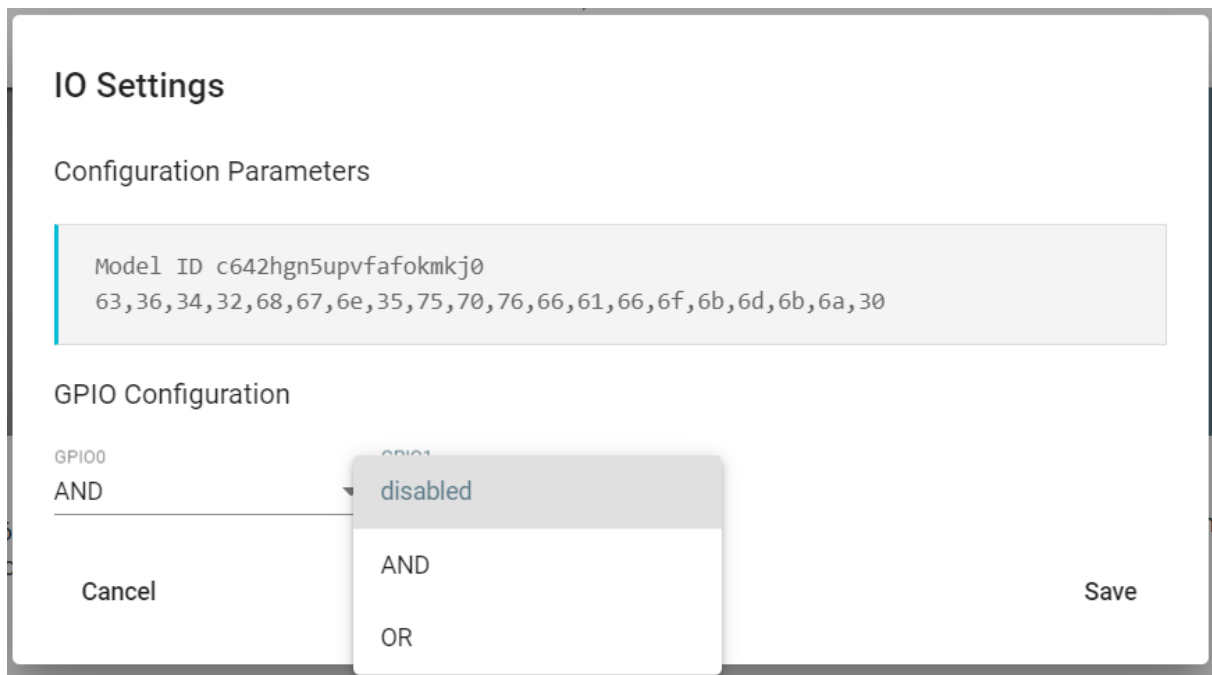 IO Settings
Configuration Parameters
Model ID c642hgn5upvfafokmkj0
63,36,34,32,68,67,6e,35,75,70,76,66,61,66,6f,6b,6d,6b,6a,30
GPIO Configuration
GPIO0
GPIO1
AND
disabled
AND
OR
Cancel
Save